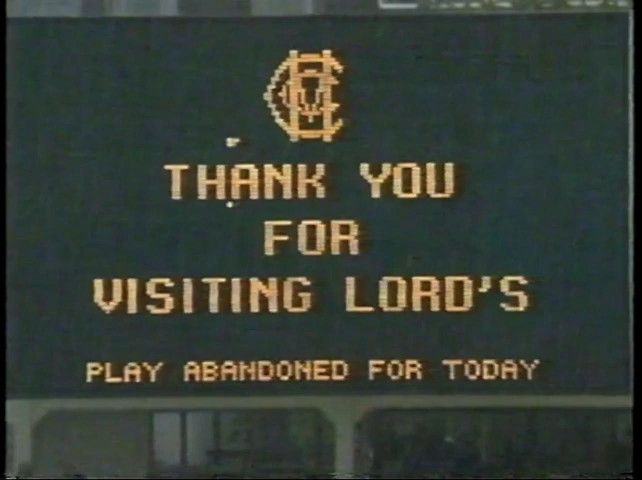 THANK YOU
FOR
VISITING LORD'S
PLAY ABANDONED FOR TODAY